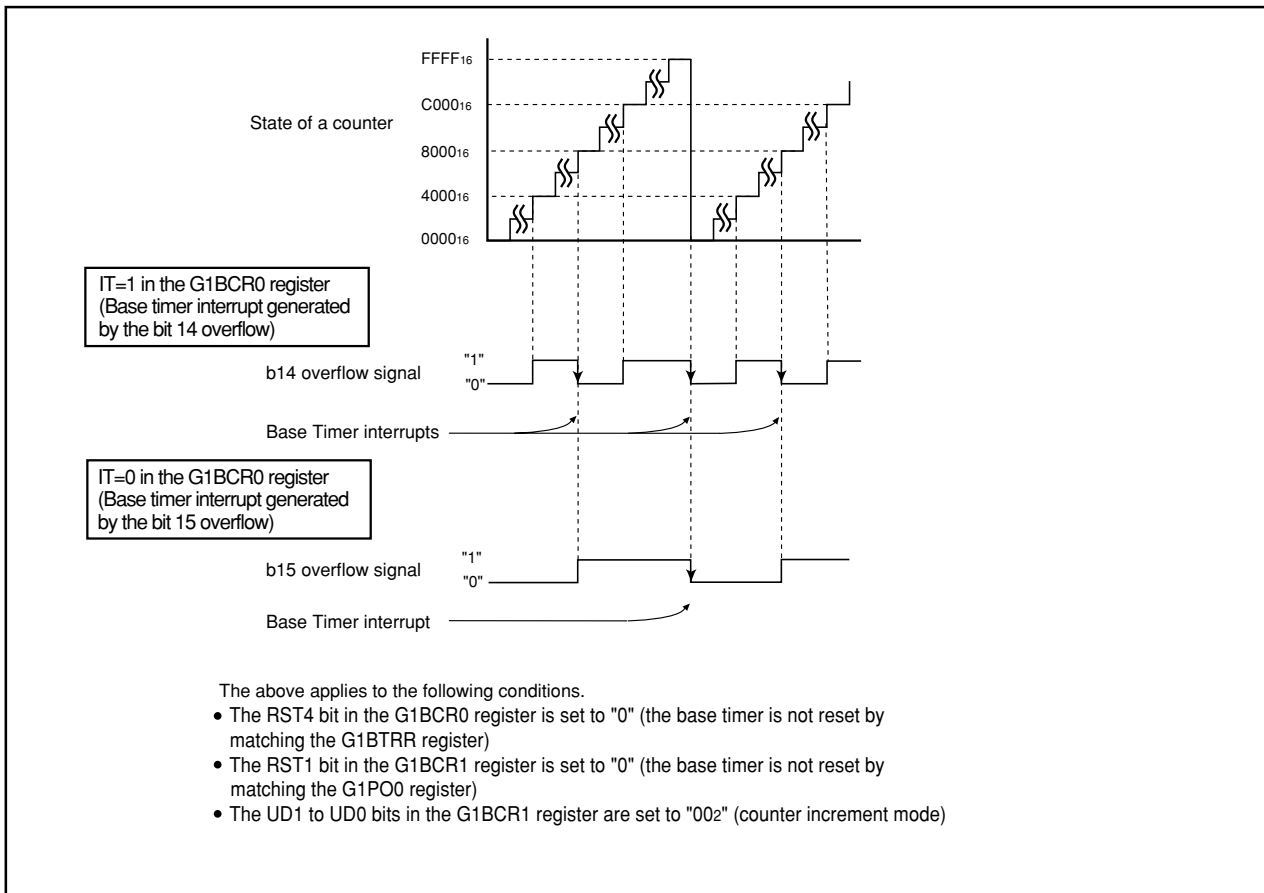 FFFF16
C00016
State of a counter
800016
400016
000016
IT=1 in the G1BCR0 register
(Base timer interrupt generated
by the bit 14 overflow)
"1"
b14 overflow signal
"0"
Base Timer interrupts
IT=0 in the G1BCR0 register
(Base timer interrupt generated
by the bit 15 overflow)
"1"
b15 overflow signal
"0"
Base Timer interrupt
The above applies to the following conditions.
• The RST4 bit in the G1BCR0 register is set to "0" (the base timer is not reset by
matching the G1BTRR register)
• The RST1 bit in the G1BCR1 register is set to "0" (the base timer is not reset by
matching the G1PO0 register)
• The UD1 to UD0 bits in the G1BCR1 register are set to "002" (counter increment mode)